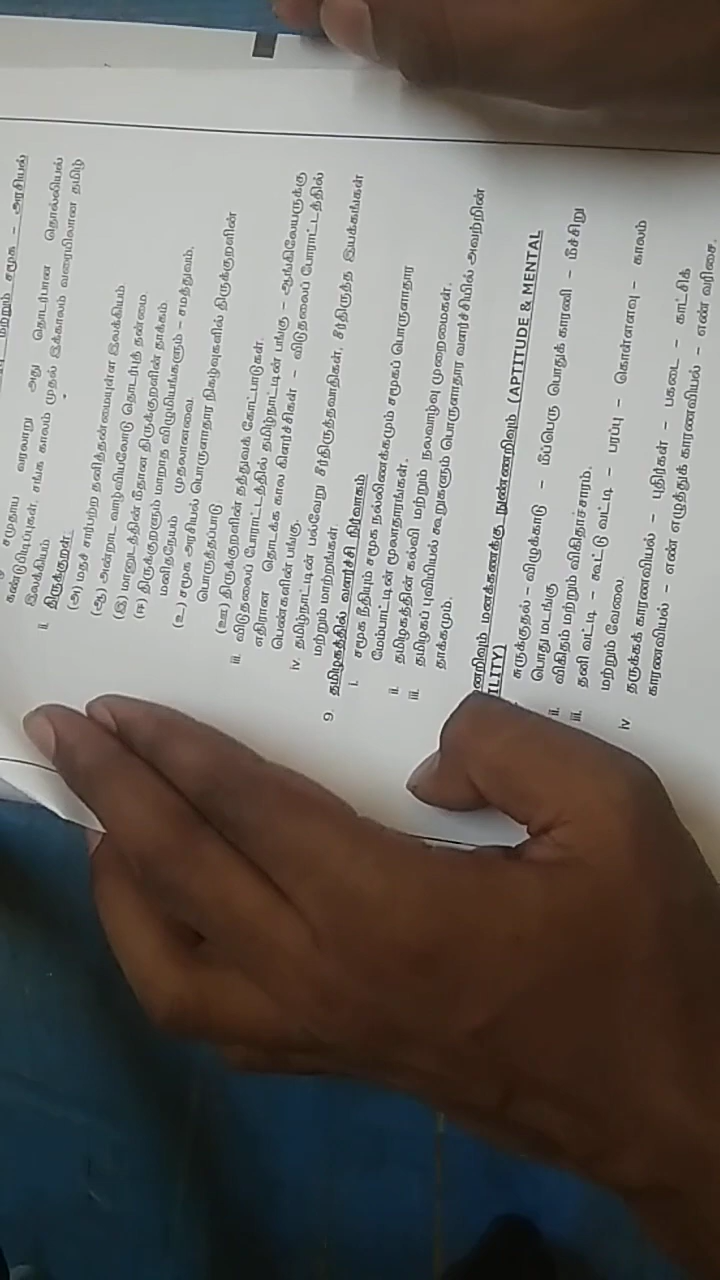 மற்றும் சமூக – அரசியல்
சமுதாய வரலாறு அது தொடர்பான தொல்லியல்
கண்டுபிடிப்புகள், சங்க காலம் முதல் இக்காலம் வரையிலான தமிழ்
இலக்கியம்
ii. திருக்குறள்:
(அ) மதச் சார்பற்ற தனித்தன்மையுள்ள இலக்கியம்
(ஆ) அன்றாட வாழ்வியலோடு தொடர்புத் தன்மை
(இ) மானுடத்தின் மீதான திருக்குறளின் தாக்கம்
(ஈ) திருக்குறளும் மாறாத விழுமியங்களும் – சமத்துவம்,
மனிதநேயம் முதலானவை
(உ) சமூக அரசியல் பொருளாதார நிகழ்வுகளில் திருக்குறளின்
பொருத்தப்பாடு
(ஊ) திருக்குறளின் தத்துவக் கோட்பாடுகள்
iii. விடுதலைப் போராட்டத்தில் தமிழ்நாட்டின் பங்கு – ஆங்கிலேயருக்கு
எதிரான தொடக்க கால கிளர்ச்சிகள் – விடுதலைப் போராட்டத்தில்
பெண்களின் பங்கு.
iv. தமிழ்நாட்டின் பல்வேறு சீர்திருத்தவாதிகள், சீர்திருத்த இயக்கங்கள்
மற்றும் மாற்றங்கள்
9. தமிழகத்தில் வளர்ச்சி நிர்வாகம்
i. சமூக நீதியும் சமூக நல்லிணக்கமும் சமூகப் பொருளாதார
மேம்பாட்டின் மூலாதாரங்கள்.
ii. தமிழகத்தின் கல்வி மற்றும் நலவாழ்வு முறைமைகள்.
iii. தமிழகப் புவியியல் கூறுகளும் பொருளாதார வளர்ச்சியில் அவற்றின்
தாக்கமும்.
னறிவும் மனக்கணக்கு நுண்ணறிவும் (APTITUDE & MENTAL
ILITY)
சுருக்குதல் – விழுக்காடு – மீப்பெரு பொதுக் காரணி – மீச்சிறு
பொது மடங்கு
ii. விகிதம் மற்றும் விகிதாச்சாரம்.
iii. தனி வட்டி – கூட்டு வட்டி – பரப்பு – கொள்ளளவு – காலம்
மற்றும் வேலை.
iv தருக்கக் காரணவியல் – புதிர்கள் – பகடை – காட்சிக்
காரணவியல் – எண் எழுத்துக் காரணவியல் – எண் வரிசை.